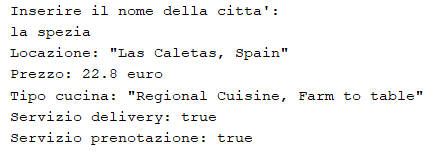 Inserire il nome della citta':
la spezia
Locazione: "Las Caletas, Spain"
Prezzo: 22.8 euro
Tipo cucina: "Regional Cuisine, Farm to table"
Servizio delivery: true
Servizio prenotazione: true